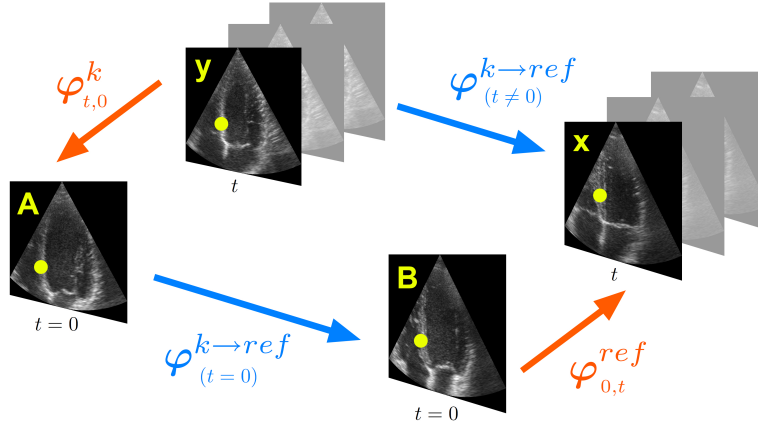 y
φ^k_{t,0}
φ^{k→ref}_{(t≠0)}
x
t
A
t
B
t = 0
φ^{k→ref}_{(t=0)}
φ^{ref}_{0,t}
t = 0